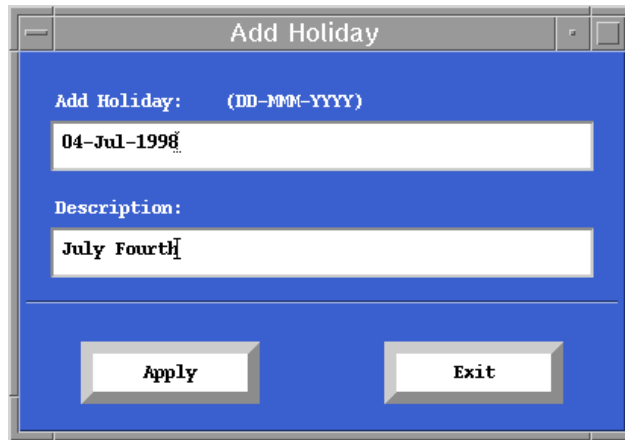 Add Holiday
Add Holiday: (DD-MMM-YYYY)
04-Jul-1998
Description:
July Fourth
Apply Exit